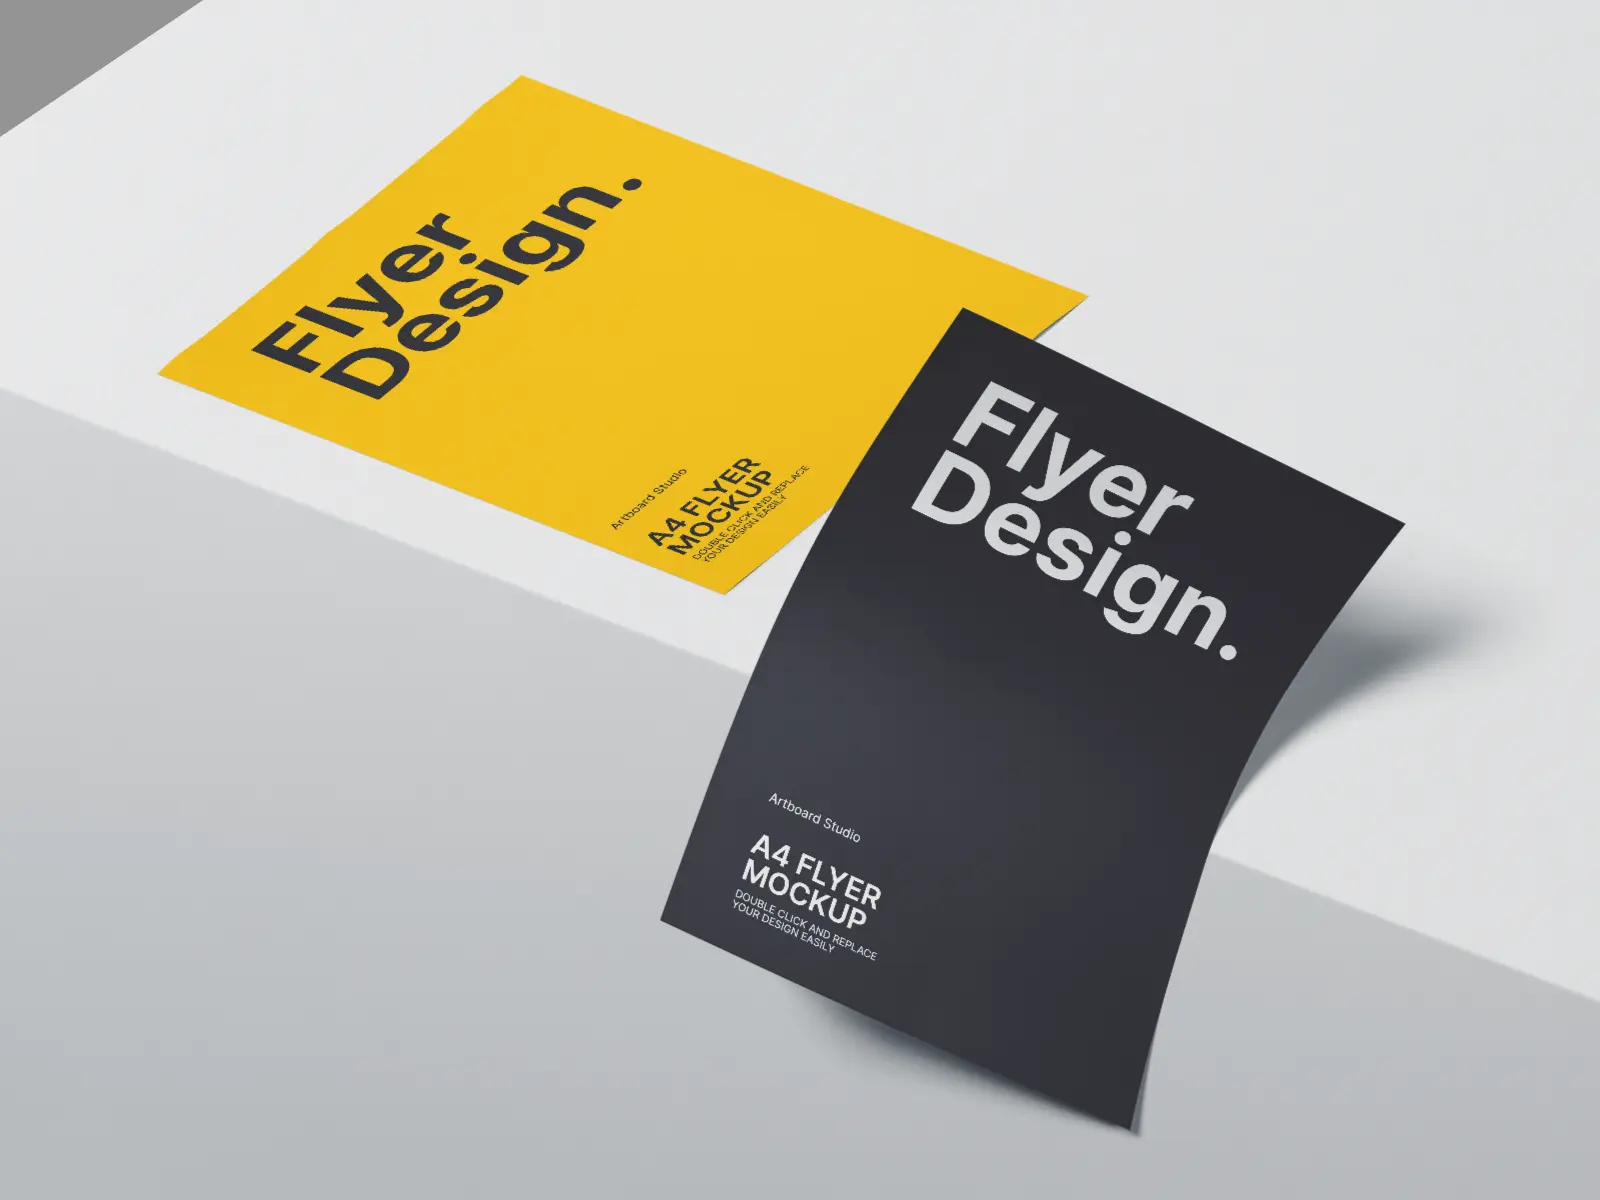 Flyer
Design.
Artboard Studio
A4 FLYER
MOCKUP
DOUBLE CLICK AND REPLACE
YOUR DESIGN EASILY
Flyer
Design.
Artboard Studio
A4 FLYER
MOCKUP
DOUBLE CLICK AND REPLACE
YOUR DESIGN EASILY